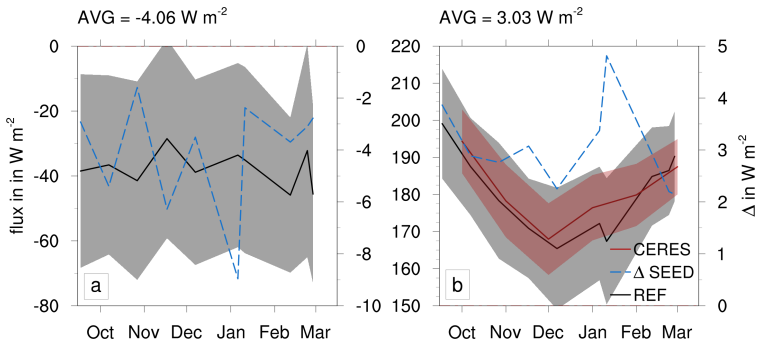 AVG = -4.06 W m-2
AVG = 3.03 W m-2
flux in in W m-2
0
-20
-40
-60
-80
0
-2
-4
-6
-8
-10
a
Oct Nov Dec Jan Feb Mar
220
210
200
190
180
170
160
150
5
4
3
2
1
0
Δ in W m-2
CERES
Δ SEED
REF
b
Oct Nov Dec Jan Feb Mar